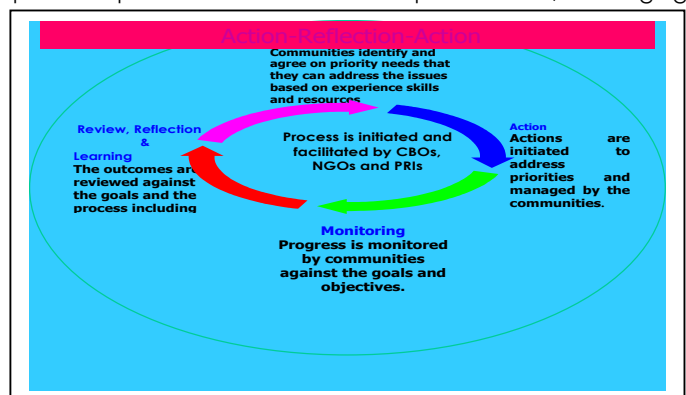 Action-Reflection-Action
Communities identify and
agree on priority needs that
they can address the issues
based on experience skills
and resources
Process is initiated and
facilitated by CBOs,
NGOs and PRIs
Action
Actions are
initiated to
address
priorities and
managed by the
communities.
Monitoring
Progress is monitored
by communities
against the goals and
objectives.
Review, Reflection
&
Learning
The outcomes are
reviewed against
the goals and the
process including